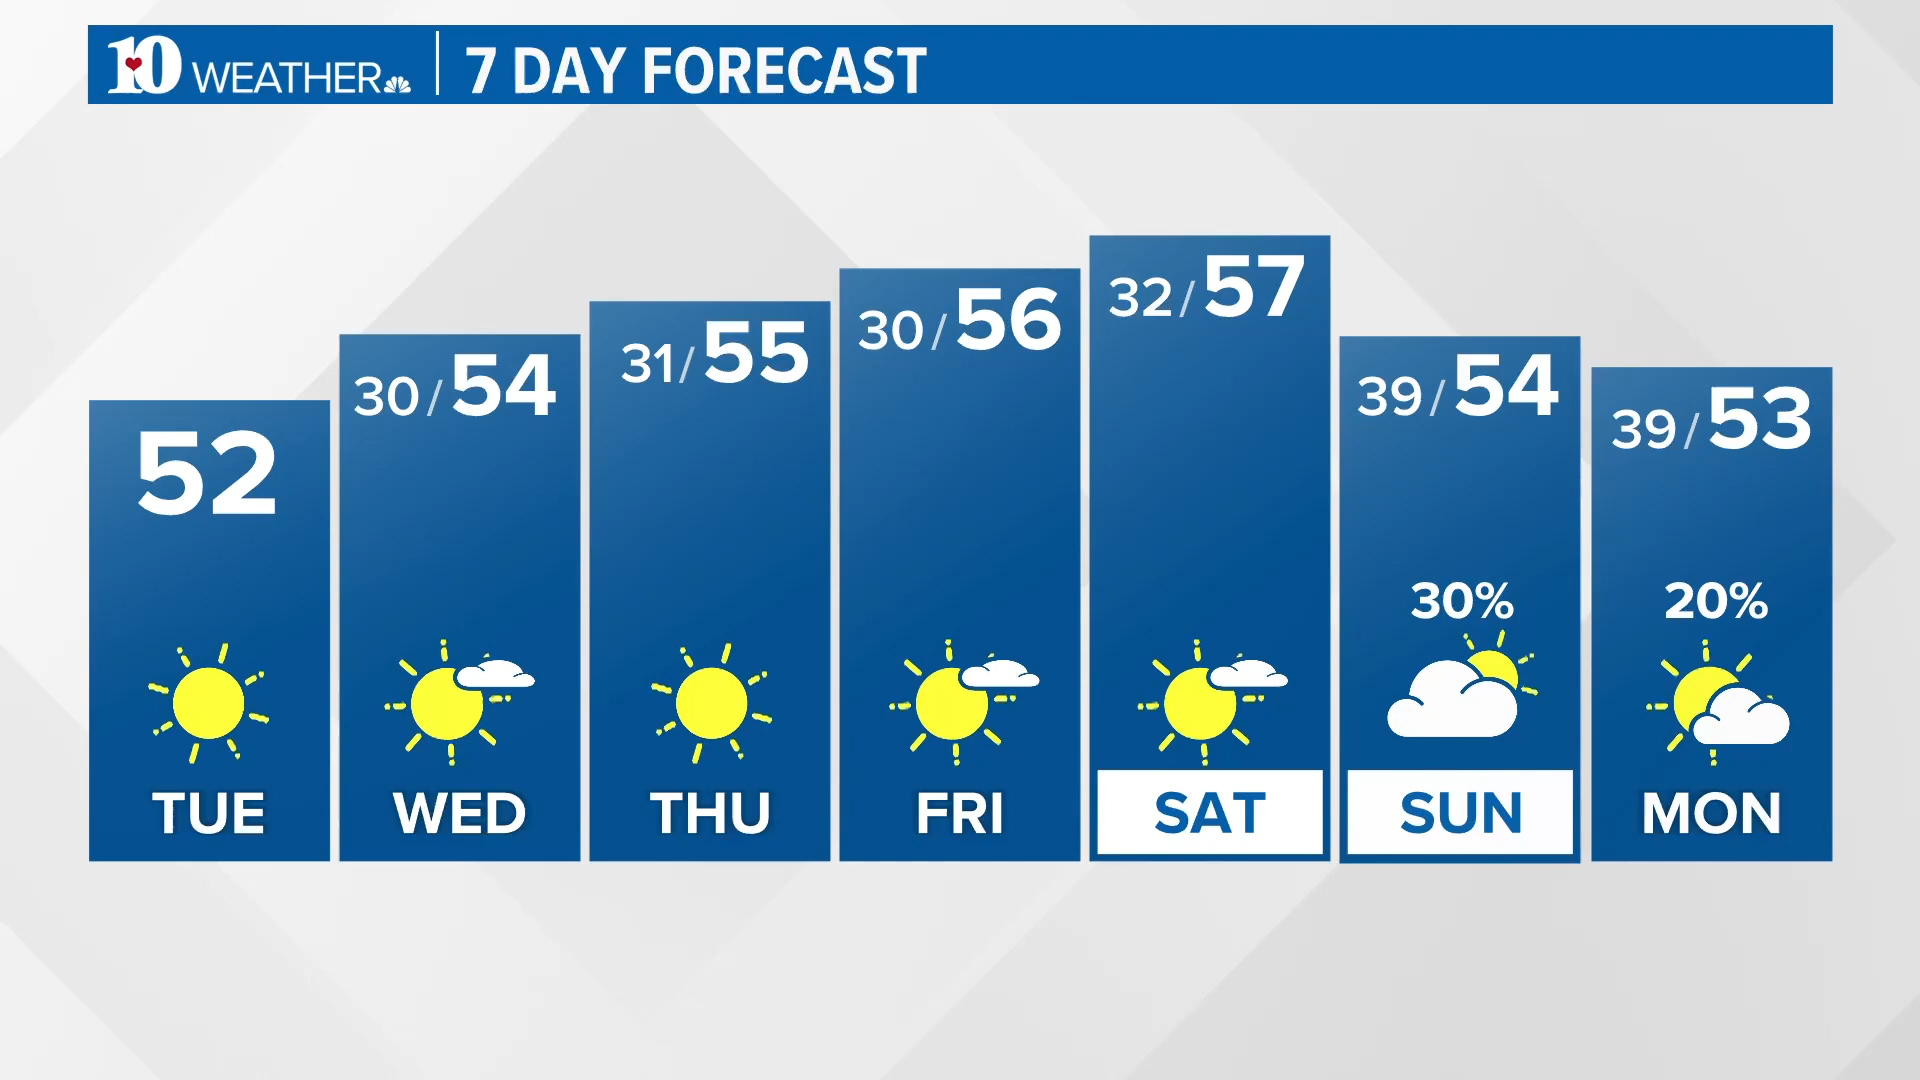 10 WEATHER
7 DAY FORECAST
52
TUE
30/54
WED
31/55
THU
30/56
FRI
32/57
SAT
39/54
30%
SUN
39/53
20%
MON